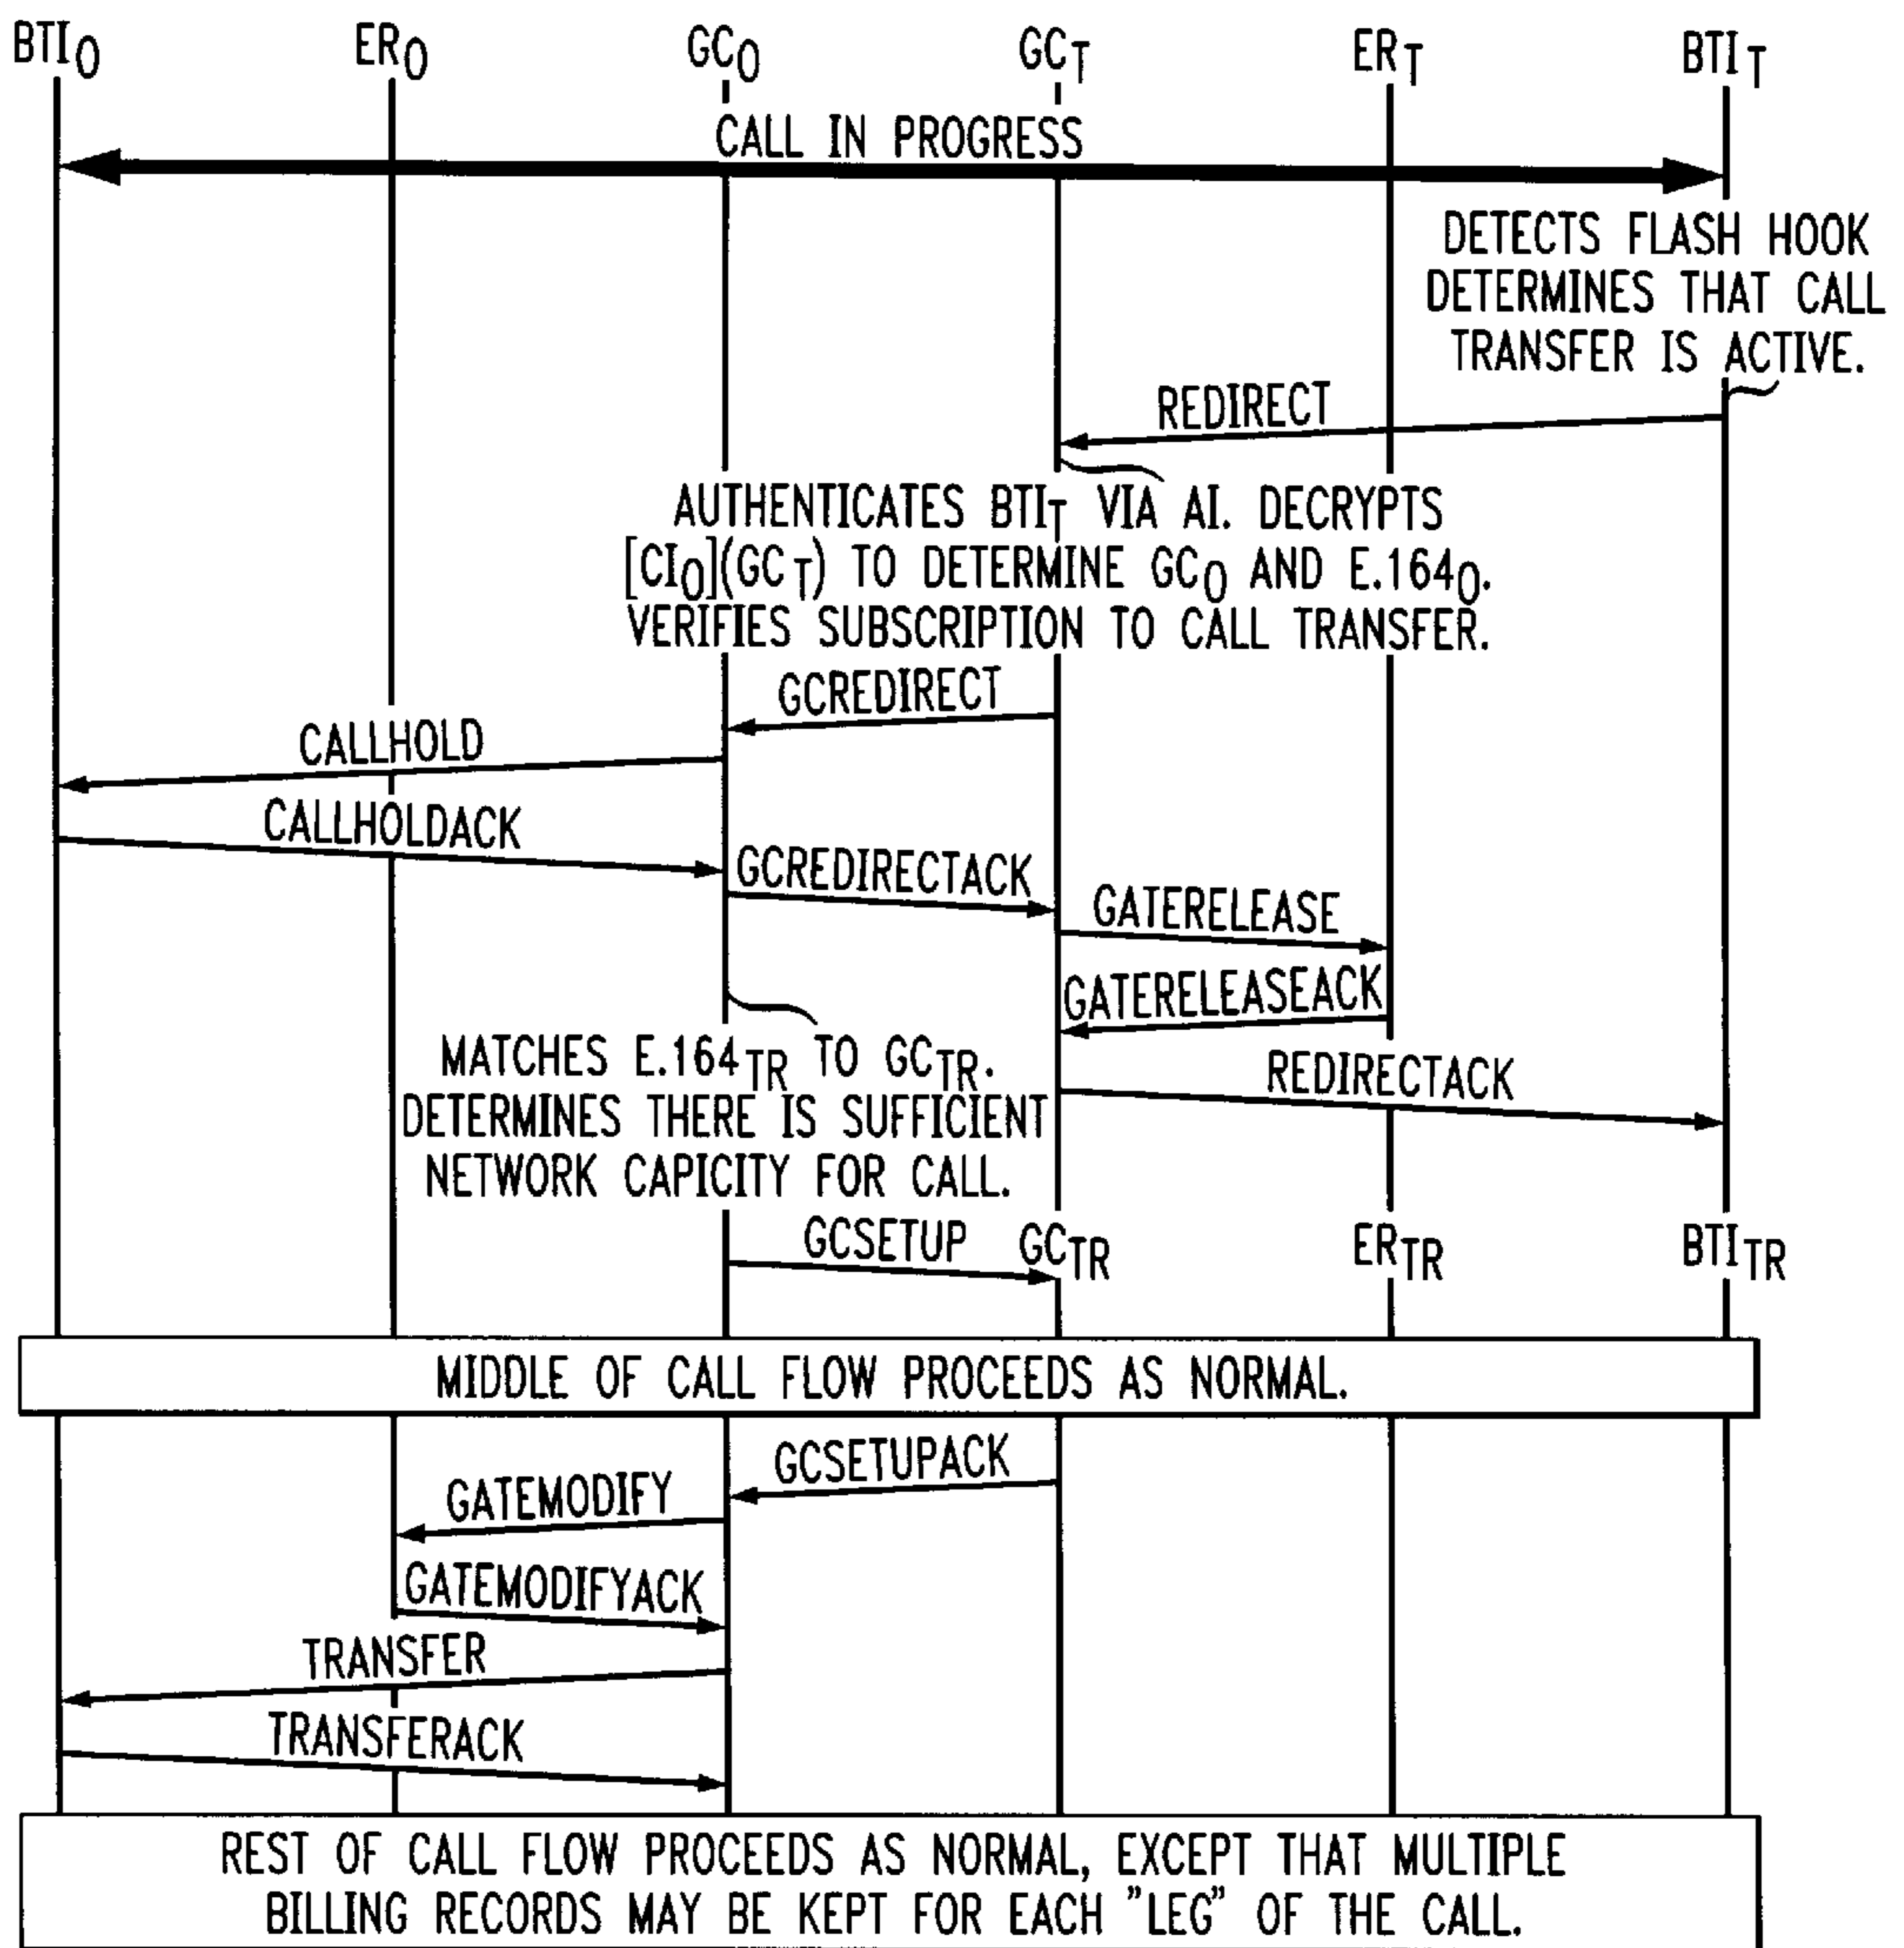 BTIO ERO GCO GCT ERT BTIT
CALL IN PROGRESS
DETECTS FLASH HOOK
DETERMINES THAT CALL
TRANSFER IS ACTIVE.
REDIRECT
AUTHENTICATES BTIT VIA AI. DECRYPTS
[CIO](GCT) TO DETERMINE GCO AND E.164O.
VERIFIES SUBSCRIPTION TO CALL TRANSFER.
GCREDIRECT
CALLHOLD
CALLHOLDACK
GCREDIRECTACK
GATERELEASE
GATERELEASEACK
MATCHES E.164TR TO GCTR.
DETERMINES THERE IS SUFFICIENT
NETWORK CAPICITY FOR CALL.
REDIRECTACK
GCSETUP GCTR ERTR BTITR
MIDDLE OF CALL FLOW PROCEEDS AS NORMAL.
GCSETUPACK
GATEMODIFY
GATEMODIFYACK
TRANSFER
TRANSFERACK
REST OF CALL FLOW PROCEEDS AS NORMAL, EXCEPT THAT MULTIPLE
BILLING RECORDS MAY BE KEPT FOR EACH "LEG" OF THE CALL.